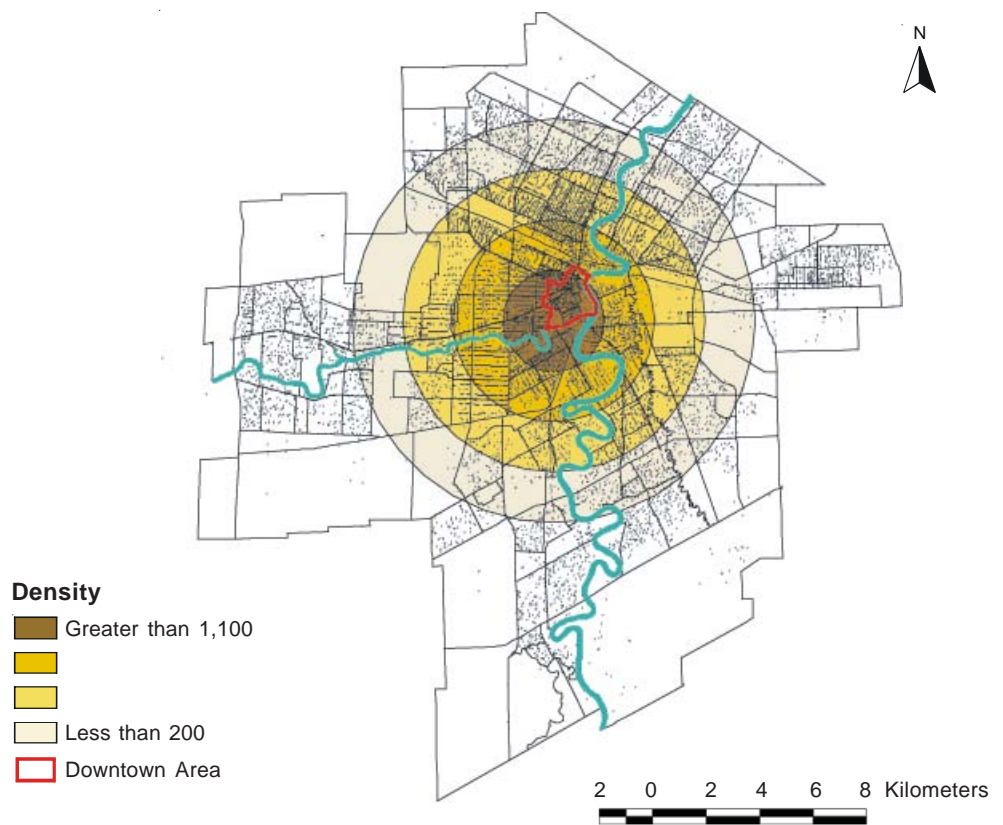 N
Density
Greater than 1,100
Less than 200
Downtown Area
2 0 2 4 6 8 Kilometers